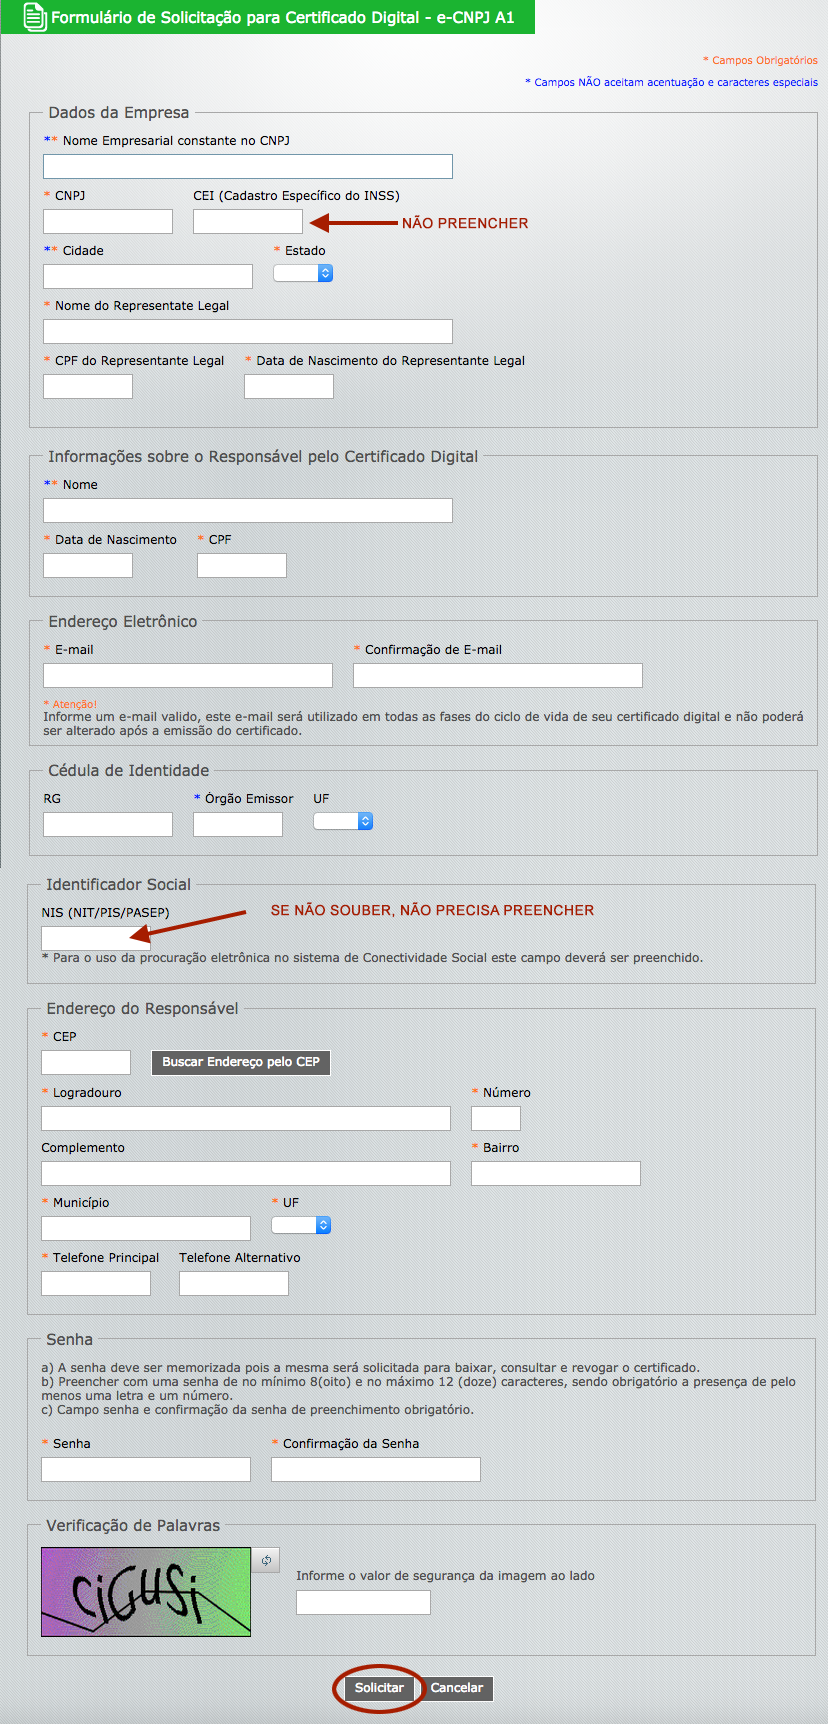 Formulário de Solicitação para Certificado Digital - e-CNPJ A1
* Campos Obrigatórios
* Campos NÃO aceitam acentuação e caracteres especiais
Dados da Empresa
** Nome Empresarial constante no CNPJ
* CNPJ CEI (Cadastro Específico do INSS)
NÃO PREENCHER
** Cidade * Estado
* Nome do Representate Legal
* CPF do Representante Legal * Data de Nascimento do Representante Legal
Informações sobre o Responsável pelo Certificado Digital
** Nome
* Data de Nascimento * CPF
Endereço Eletrônico
* E-mail * Confirmação de E-mail
* Atenção!
Informe um e-mail valido, este e-mail será utilizado em todas as fases do ciclo de vida de seu certificado digital e não poderá
ser alterado após a emissão do certificado.
Cédula de Identidade
RG * Órgão Emissor UF
Identificador Social
NIS (NIT/PIS/PASEP) SE NÃO SOUBER, NÃO PRECISA PREENCHER
* Para o uso da procuração eletrônica no sistema de Conectividade Social este campo deverá ser preenchido.
Endereço do Responsável
* CEP
Buscar Endereço pelo CEP
* Logradouro * Número
Complemento * Bairro
* Município * UF
* Telefone Principal Telefone Alternativo
Senha
a) A senha deve ser memorizada pois a mesma será solicitada para baixar, consultar e revogar o certificado.
b) Preencher com uma senha de no mínimo 8(oito) e no máximo 12 (doze) caracteres, sendo obrigatório a presença de pelo
menos uma letra e um número.
c) Campo senha e confirmação da senha de preenchimento obrigatório.
* Senha * Confirmação da Senha
Verificação de Palavras
CiGUSi
Informe o valor de segurança da imagem ao lado
Solicitar Cancelar